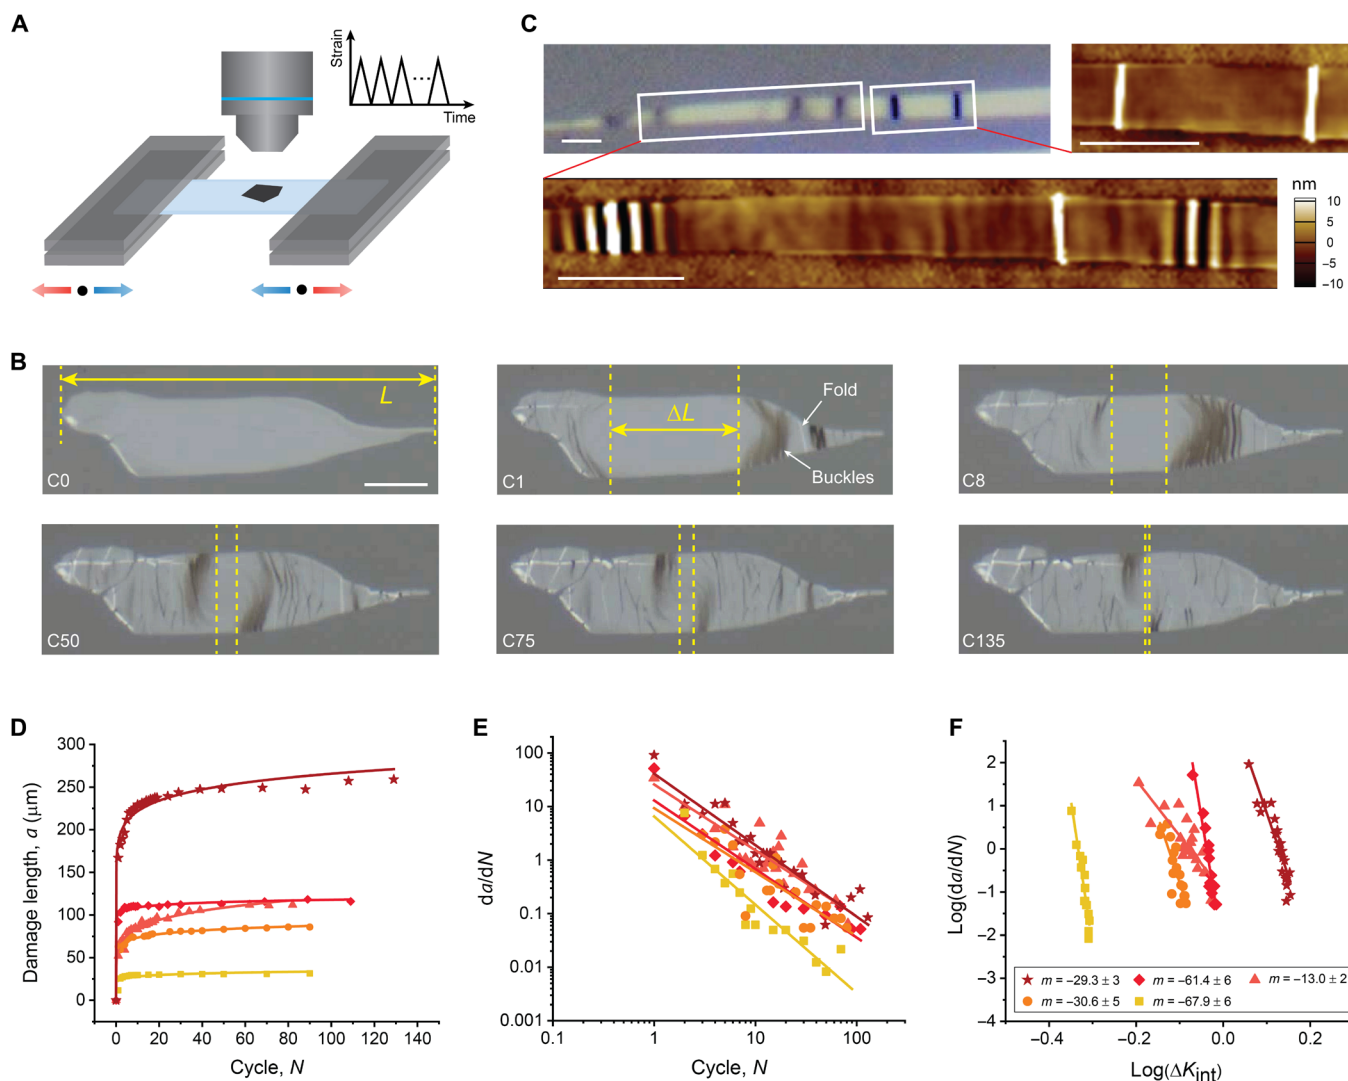 A
Strain
Time
C
nm
10
5
0
−5
−10
B
L
C0
ΔL
Fold
Buckles
C1
C8
C50
C75
C135
D
Damage length, a (μm)
300
250
200
150
100
50
0
0 20 40 60 80 100 120 140
Cycle, N
E
da/dN
100
10
1
0.1
0.01
0.001
1 10 100
Cycle, N
F
Log(da/dN)
2
1
0
−1
−2
−3
−4
m = −29.3 ± 3 m = −61.4 ± 6 m = −13.0 ± 2
m = −30.6 ± 5 m = −67.9 ± 6
−0.4 −0.2 0.0 0.2
Log(ΔKint)